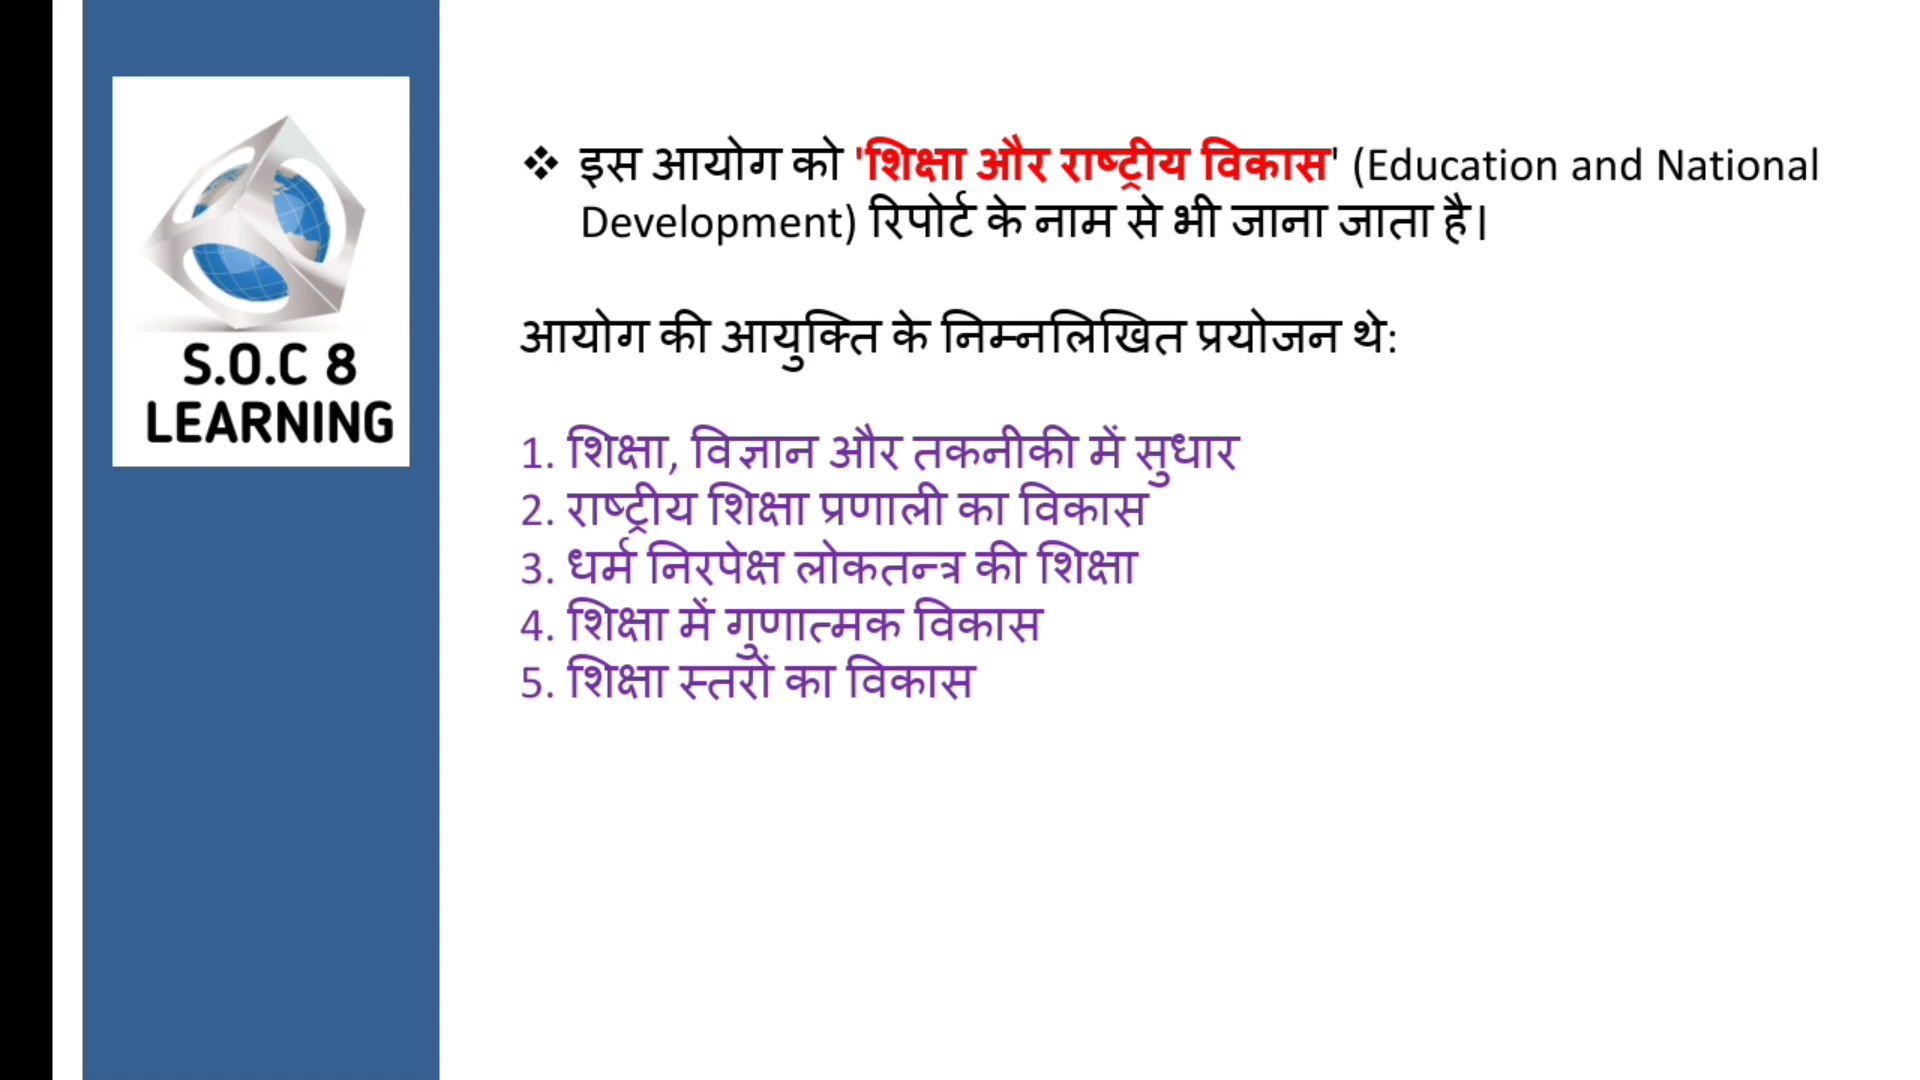 S.O.C 8
LEARNING
❖ इस आयोग को 'शिक्षा और राष्ट्रीय विकास' (Education and National
Development) रिपोर्ट के नाम से भी जाना जाता है।
आयोग की आयुक्ति के निम्नलिखित प्रयोजन थे:
1. शिक्षा, विज्ञान और तकनीकी में सुधार
2. राष्ट्रीय शिक्षा प्रणाली का विकास
3. धर्म निरपेक्ष लोकतन्त्र की शिक्षा
4. शिक्षा में गुणात्मक विकास
5. शिक्षा स्तरों का विकास